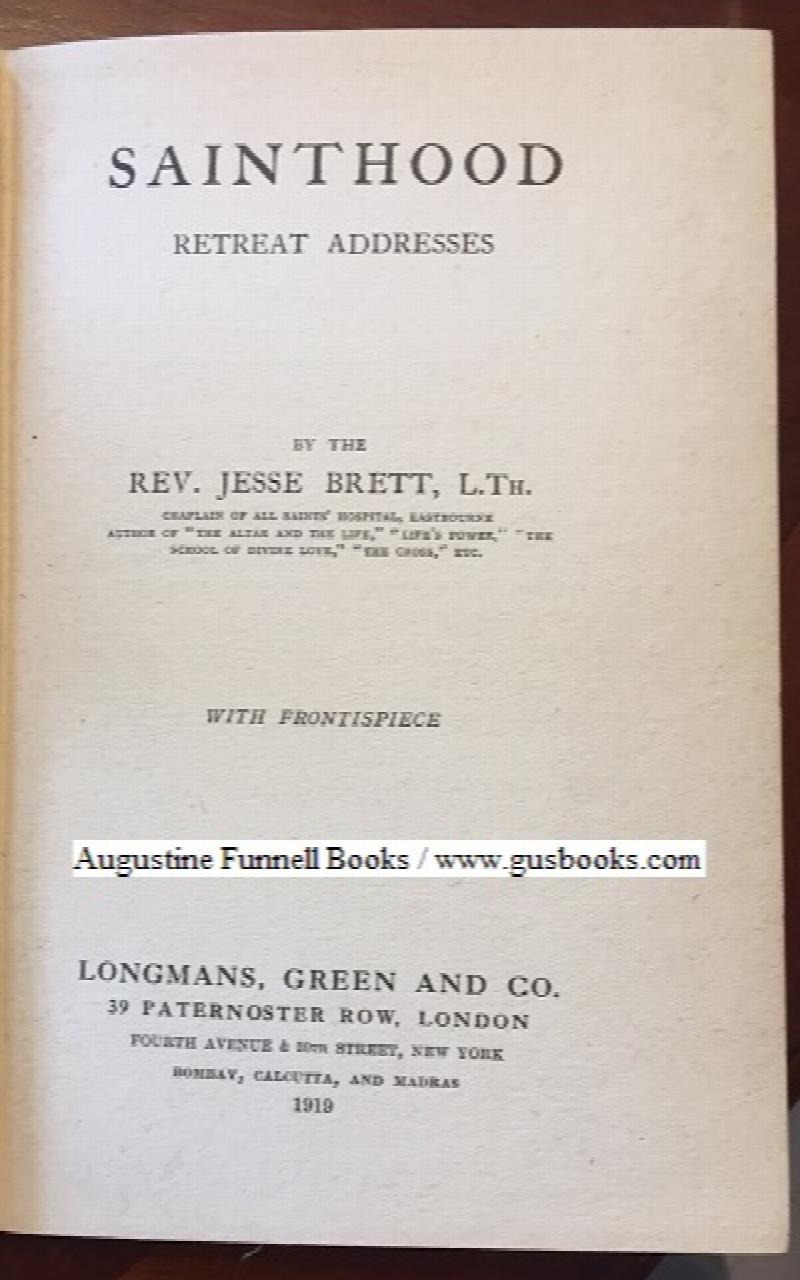 SAINTHOOD
RETREAT ADDRESSES
BY THE
REV. JESSE BRETT, L.TH.
CHAPLAIN OF ALL SAINTS' HOSPITAL, EASTBOURNE
AUTHOR OF "THE ALTAR AND THE LIFE," "LIFE'S POWER," "THE
SCHOOL OF DIVINE LOVE," "THE CROSS," ETC.
WITH FRONTISPIECE
Augustine Funnell Books / www.gusbooks.com
LONGMANS, GREEN AND CO.
39 PATERNOSTER ROW, LONDON
FOURTH AVENUE & 30TH STREET, NEW YORK
BOMBAY, CALCUTTA, AND MADRAS
1919